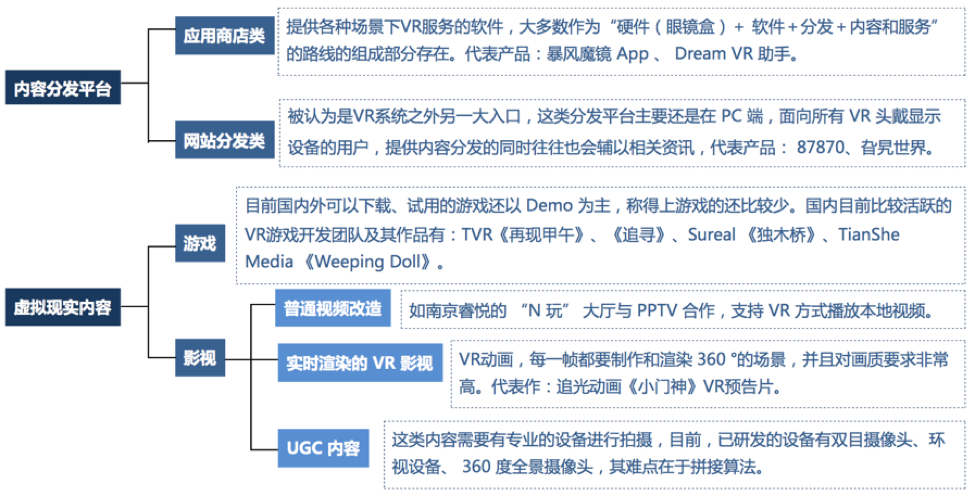 内容分发平台
应用商店类
提供各种场景下VR服务的软件，大多数作为“硬件（眼镜盒）+ 软件+分发+内容和服务”
的路线的组成部分存在。代表产品：暴风魔镜 App 、 Dream VR 助手。
网站分发类
被认为是VR系统之外另一大入口，这类分发平台主要还是在 PC 端，面向所有 VR 头戴显示
设备的用户，提供内容分发的同时往往也会辅以相关资讯，代表产品： 87870、旮旯世界。
虚拟现实内容
游戏
目前国内外可以下载、试用的游戏还以 Demo 为主，称得上游戏的还比较少。国内目前比较活跃的
VR游戏开发团队及其作品有：TVR《再现甲午》、《追寻》、Sureal 《独木桥》、TianShe
Media 《Weeping Doll》。
影视
普通视频改造
如南京睿悦的 “N 玩” 大厅与 PPTV 合作，支持 VR 方式播放本地视频。
实时渲染的 VR 影视
VR动画，每一帧都要制作和渲染 360 °的场景，并且对画质要求非常
高。代表作：追光动画《小门神》VR预告片。
UGC 内容
这类内容需要有专业的设备进行拍摄，目前，已研发的设备有双目摄像头、环
视设备、 360 度全景摄像头，其难点在于拼接算法。